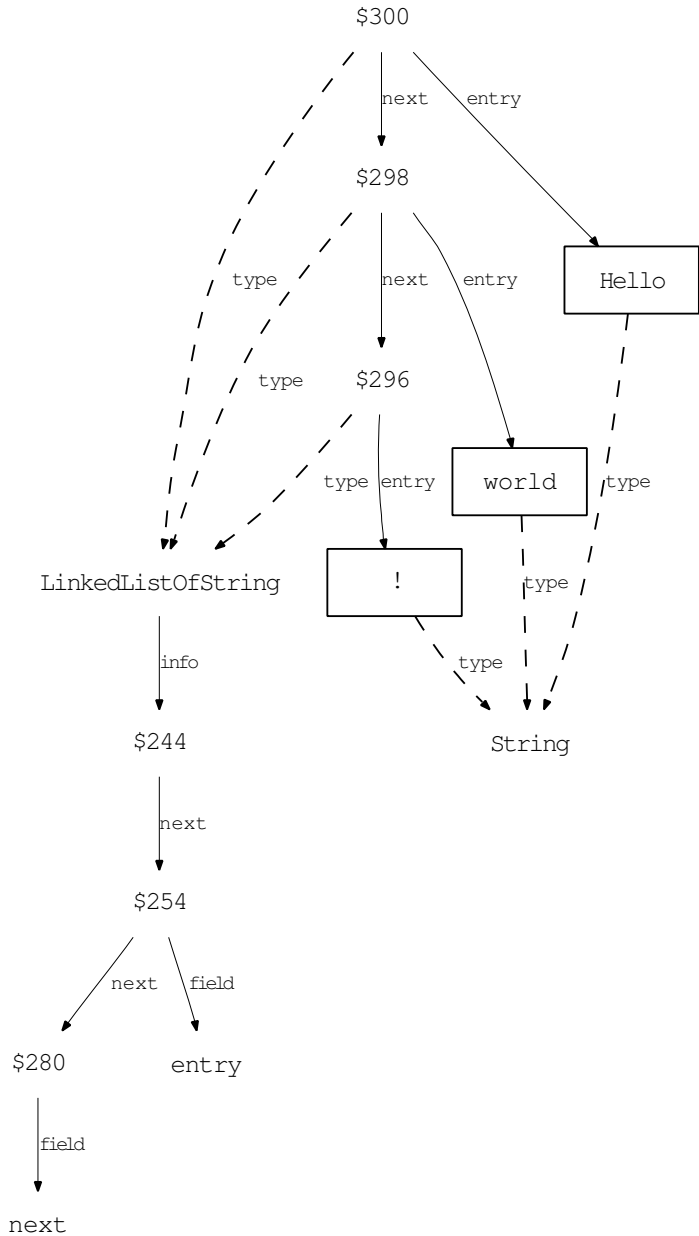 $300
next entry
$298
type next entry Hello
type $296
type entry world type
LinkedListOfString ! type
info type
$244 String
next
$254
next field
$280 entry
field
next